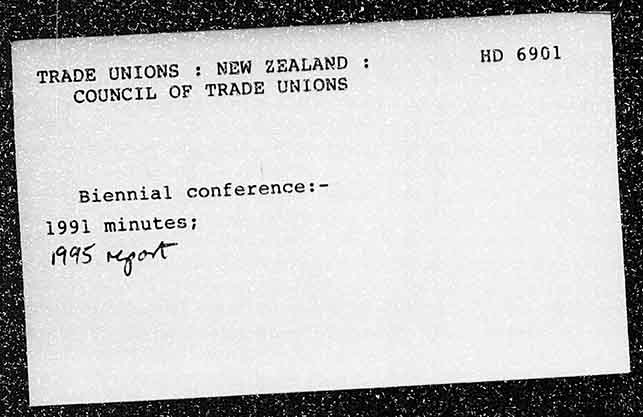 TRADE UNIONS : NEW ZEALAND : HD 6901
COUNCIL OF TRADE UNIONS
Biennial conference:-
1991 minutes;
1995 report